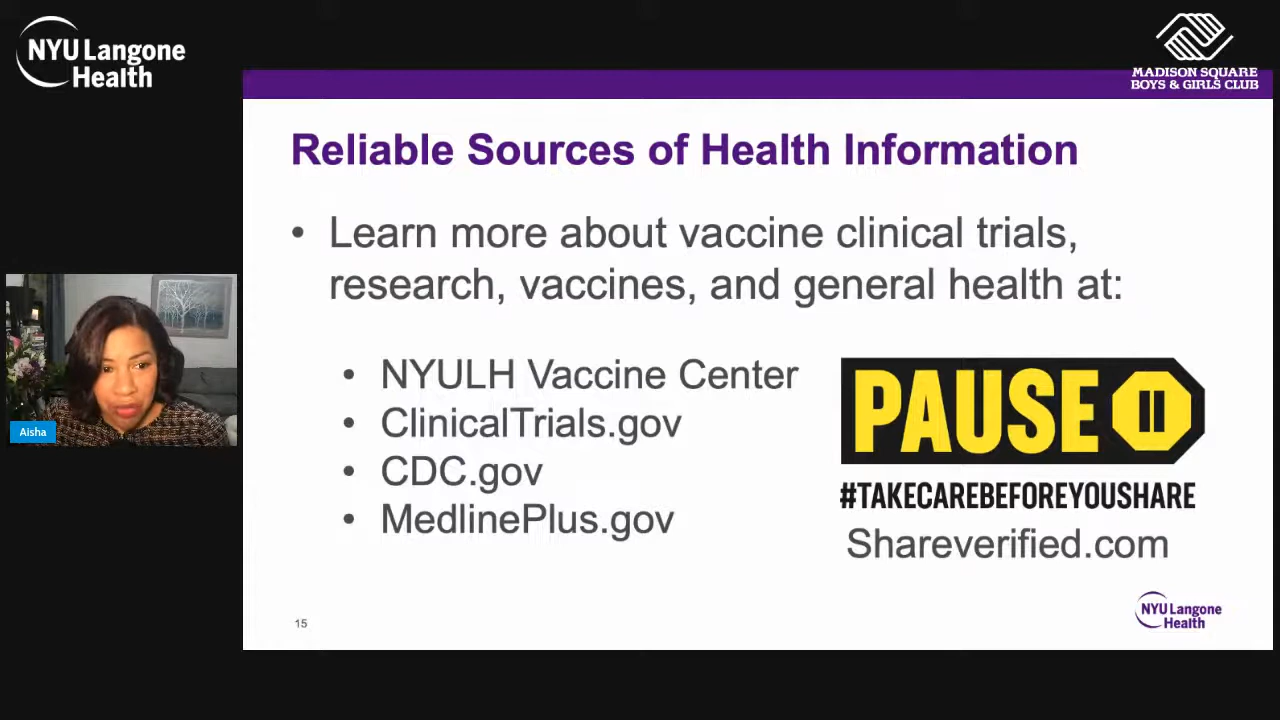 NYU Langone
Health
MADISON SQUARE
BOYS & GIRLS CLUB
Reliable Sources of Health Information
• Learn more about vaccine clinical trials,
research, vaccines, and general health at:
• NYULH Vaccine Center
• ClinicalTrials.gov
• CDC.gov
• MedlinePlus.gov
PAUSE
#TAKECAREBEFOREYOUSHARE
Shareverified.com
Aisha
15
NYU Langone
Health